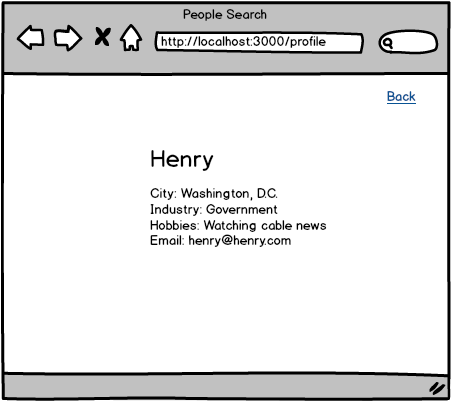 People Search
http://localhost:3000/profile
Back
Henry
City: Washington, D.C.
Industry: Government
Hobbies: Watching cable news
Email: henry@henry.com